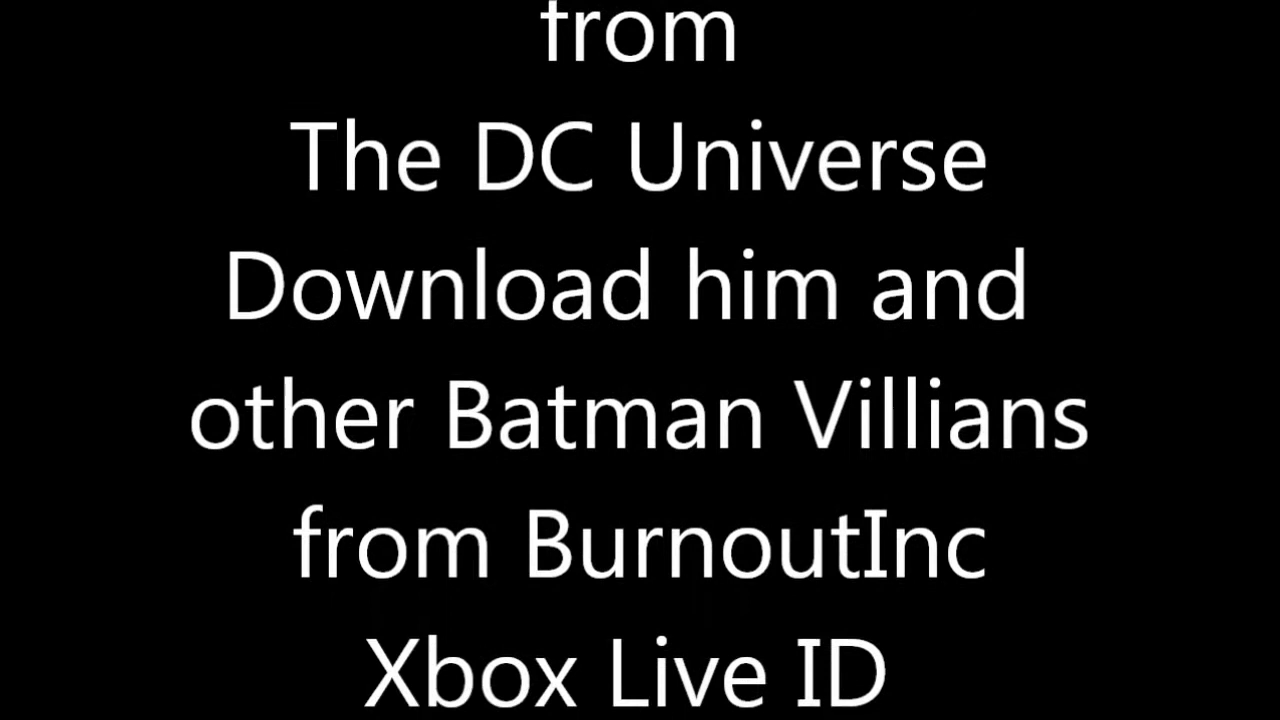 from
The DC Universe
Download him and
other Batman Villians
from BurnoutInc
Xbox Live ID